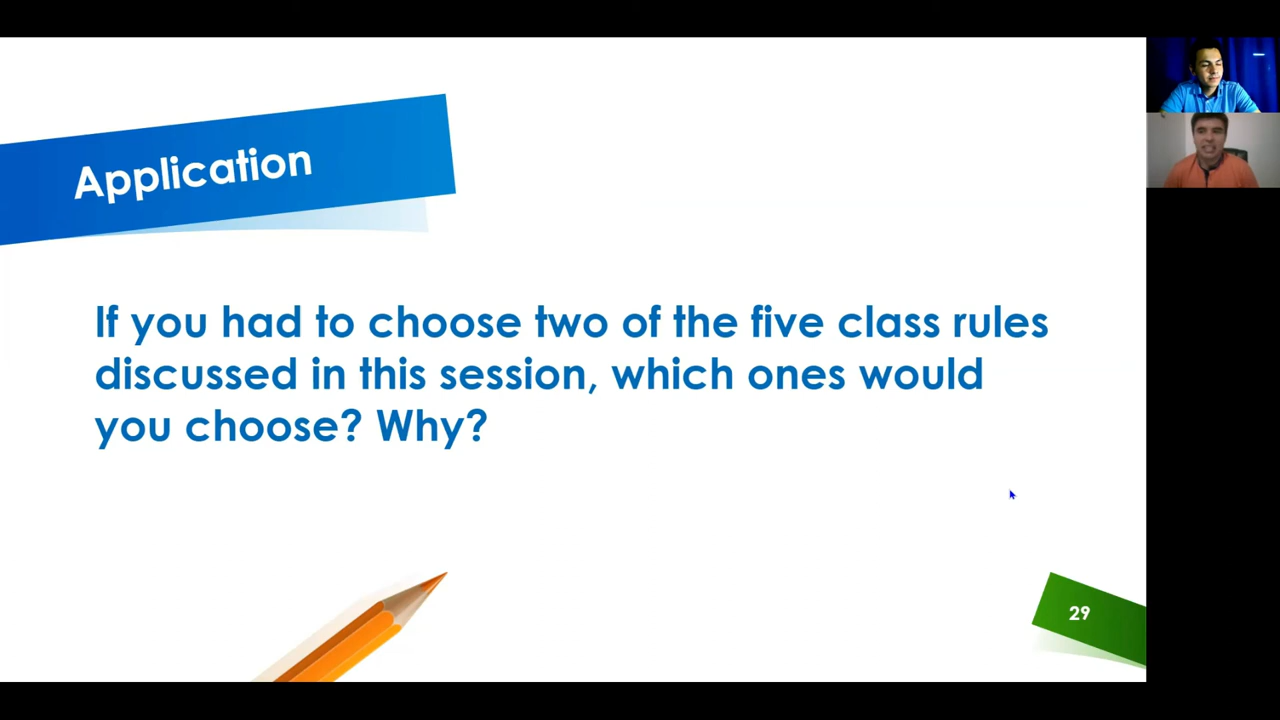 Application
If you had to choose two of the five class rules
discussed in this session, which ones would
you choose? Why?
29